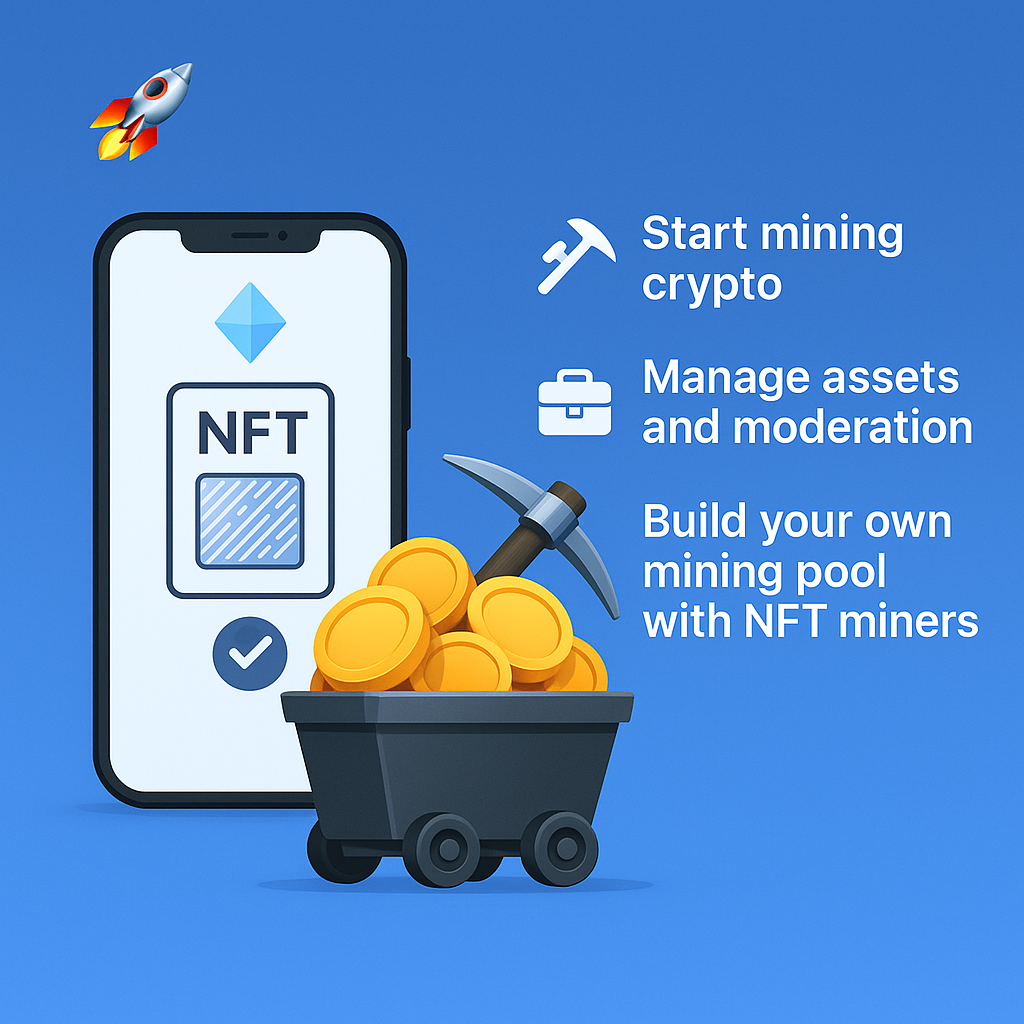 NFT
Start mining
crypto
Manage assets
and moderation
Build your own
mining pool
with NFT miners